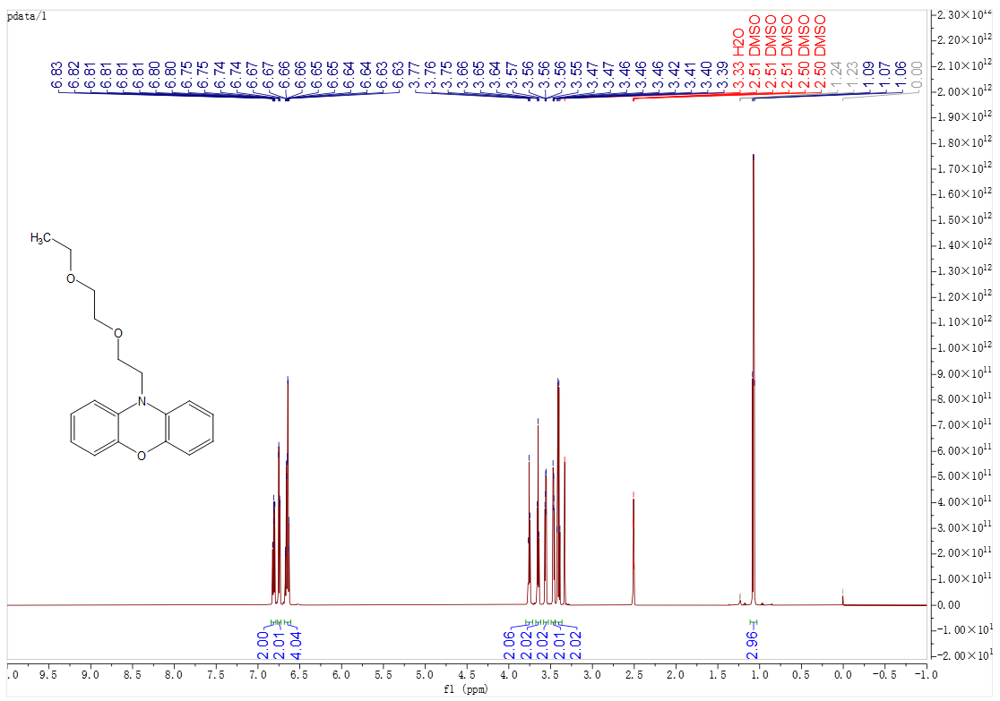 pdata/1
6.83 6.82 6.81 6.81 6.81 6.81 6.80 6.80 6.75 6.75 6.74 6.74 6.67 6.67 6.66 6.66 6.65 6.65 6.64 6.64 6.63 6.63 3.77 3.76 3.75 3.66 3.65 3.64 3.57 3.56 3.56 3.56 3.55 3.47 3.47 3.46 3.46 3.46 3.42 3.41 3.40 3.39 3.33 H2O 2.51 DMSO 2.51 DMSO 2.51 DMSO 2.50 DMSO 2.50 DMSO 1.24 1.23 1.09 1.07 1.06 0.00
2.30×10¹²
2.20×10¹²
2.10×10¹²
2.00×10¹²
1.90×10¹²
1.80×10¹²
1.70×10¹²
1.60×10¹²
1.50×10¹²
1.40×10¹²
1.30×10¹²
1.20×10¹²
1.10×10¹²
1.00×10¹²
9.00×10¹¹
8.00×10¹¹
7.00×10¹¹
6.00×10¹¹
5.00×10¹¹
4.00×10¹¹
3.00×10¹¹
2.00×10¹¹
1.00×10¹¹
0.00
-1.00×10¹
-2.00×10¹
H₃C
O
O
N
O
2.00 2.01 4.04 2.06 2.02 2.02 2.01 2.02 2.96
.0 9.5 9.0 8.5 8.0 7.5 7.0 6.5 6.0 5.5 5.0 4.5 4.0 3.5 3.0 2.5 2.0 1.5 1.0 0.5 0.0 -0.5 -1.0
f1 (ppm)